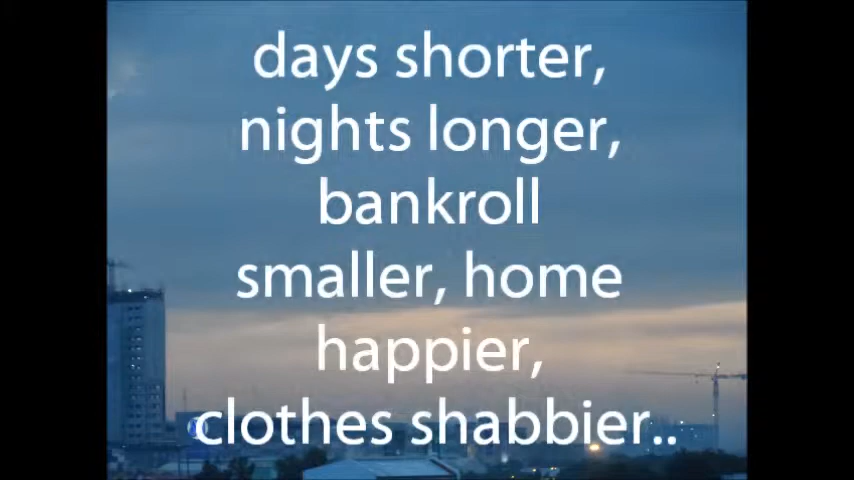 days shorter,
nights longer,
bankroll
smaller, home
happier,
clothes shabbier..